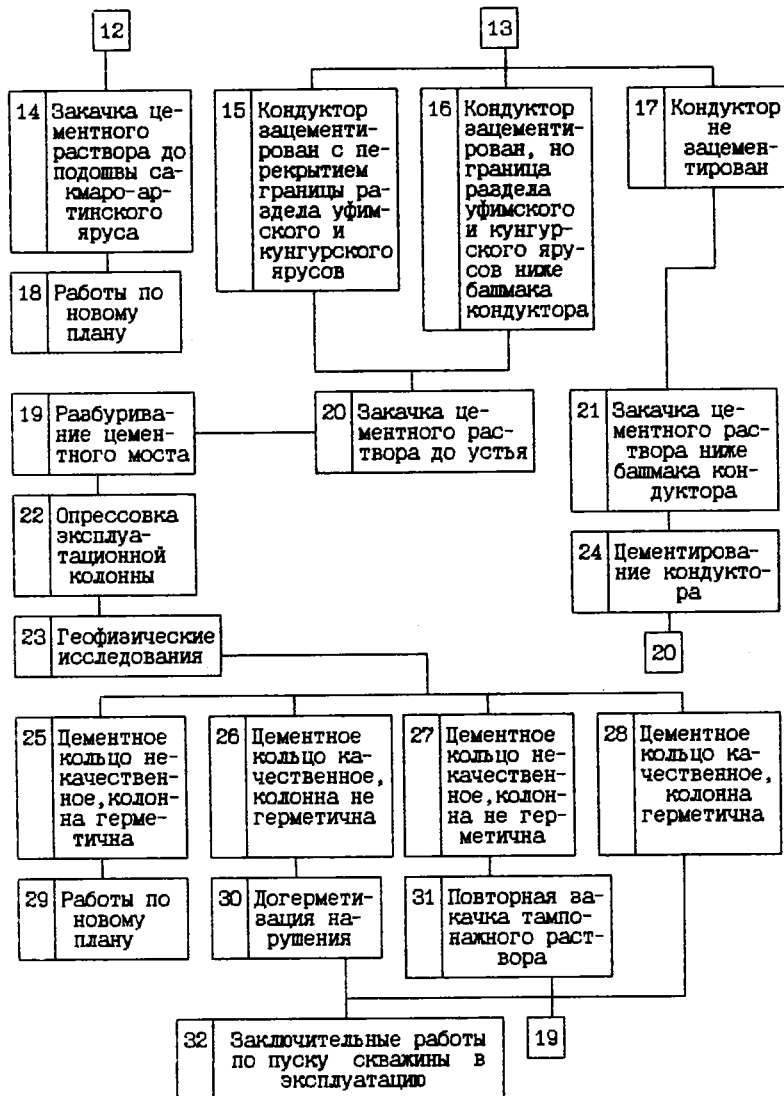 12
13
14 Закачка це-
ментного
раствора до
подошвы са-
кмаро-ар-
тинского
яруса
15 Кондуктор
зацементи-
рован с пе-
рекрытием
границы ра-
здела уфим-
ского и
кунгурского
ярусов
16 Кондуктор
зацементи-
рован, но
граница
раздела
уфимского
и кунгур-
ского яру-
сов ниже
башмака
кондуктора
17 Кондуктор
не
зацемен-
тирован
18 Работы по
новому
плану
19 Разбурива-
ние цемен-
тного моста
20 Закачка це-
ментного рас-
твора до устья
21 Закачка це-
ментного рас-
твора ниже
башмака кон-
дуктора
22 Опрессовка
эксплуа-
тационной
колонны
24 Цементирова-
ние кондукто-
ра
23 Геофизические
исследования
20
25 Цементное
кольцо не-
качествен-
ное, колон-
на герме-
тична
26 Цементное
кольцо ка-
чественное,
колонна не
герметична
27 Цементное
кольцо не-
качествен-
ное, колон-
на не гер-
метична
28 Цементное
кольцо ка-
чественное,
колонна
герметична
29 Работы по
новому
плану
30 Догермети-
зация на-
рушения
31 Повторная за-
качка тампо-
нажного раст-
вора
32 Заключительные работы
по пуску скважины в
эксплуатацию
19